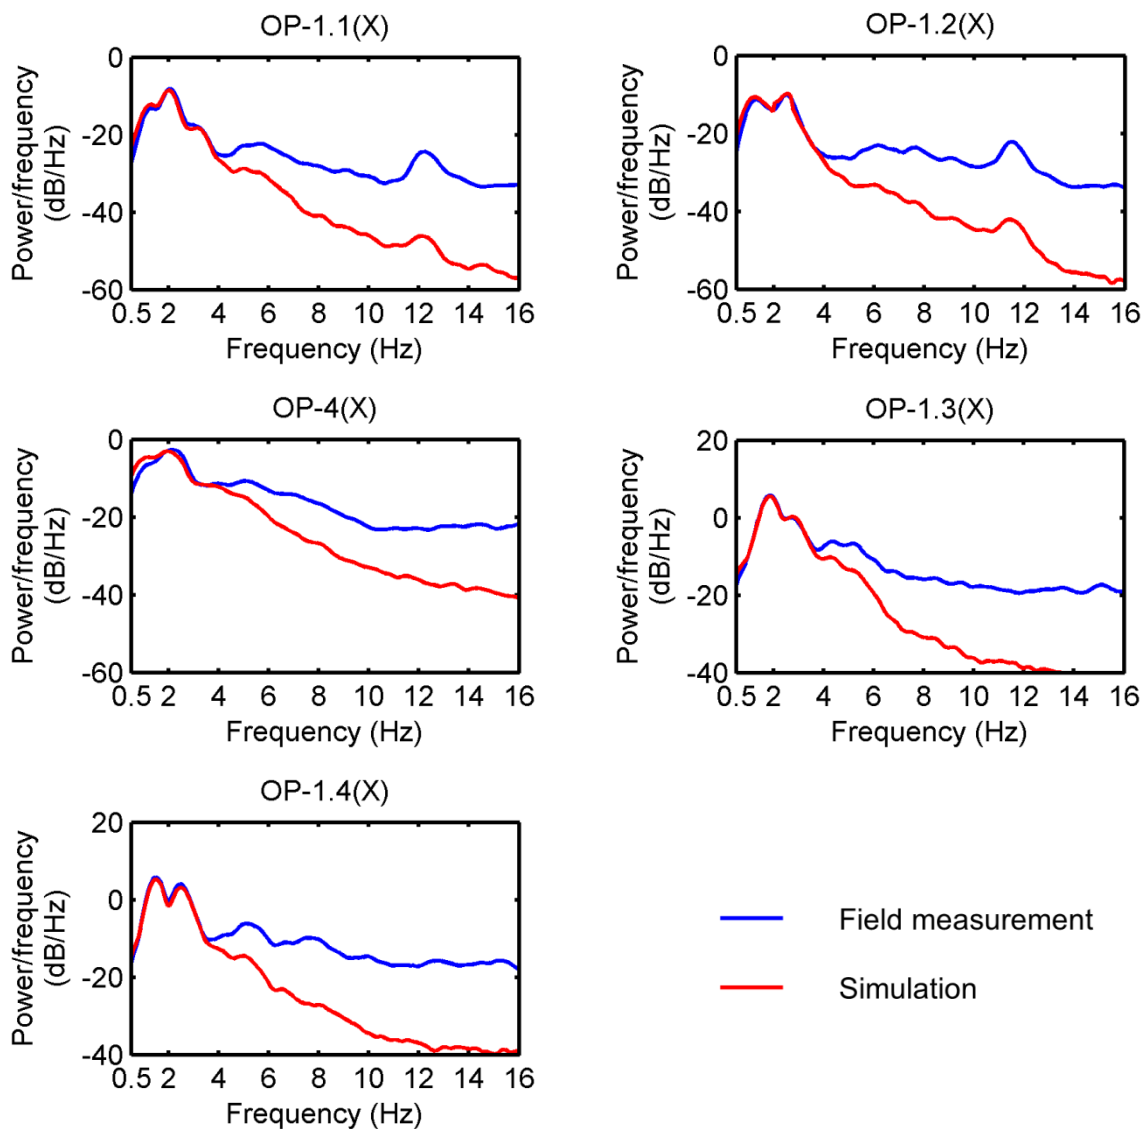 OP-1.1(X)
Power/frequency
(dB/Hz)
0
-20
-40
-60
0.5 2 4 6 8 10 12 14 16
Frequency (Hz)
OP-1.2(X)
Power/frequency
(dB/Hz)
0
-20
-40
-60
0.5 2 4 6 8 10 12 14 16
Frequency (Hz)
OP-4(X)
Power/frequency
(dB/Hz)
0
-20
-40
-60
0.5 2 4 6 8 10 12 14 16
Frequency (Hz)
OP-1.3(X)
Power/frequency
(dB/Hz)
20
0
-20
-40
0.5 2 4 6 8 10 12 14 16
Frequency (Hz)
OP-1.4(X)
Power/frequency
(dB/Hz)
20
0
-20
-40
0.5 2 4 6 8 10 12 14 16
Frequency (Hz)
Field measurement
Simulation